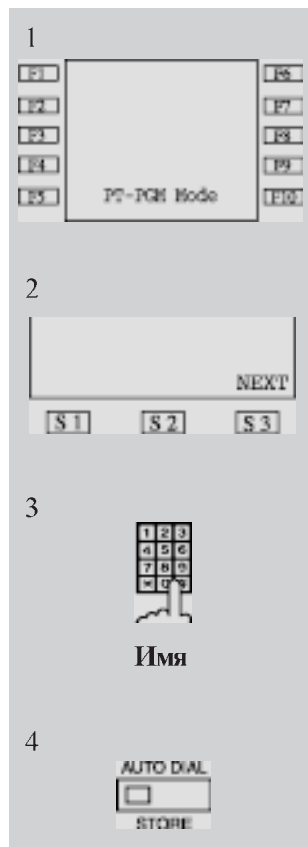 1
F1 F6
F2 F7
F3 F8
F4 F9
F5 PT-PGM Mode F10
2
NEXT
S 1 S 2 S 3
3
1 2 3
4 5 6
7 8 9
Имя
4
AUTO DIAL
STORE